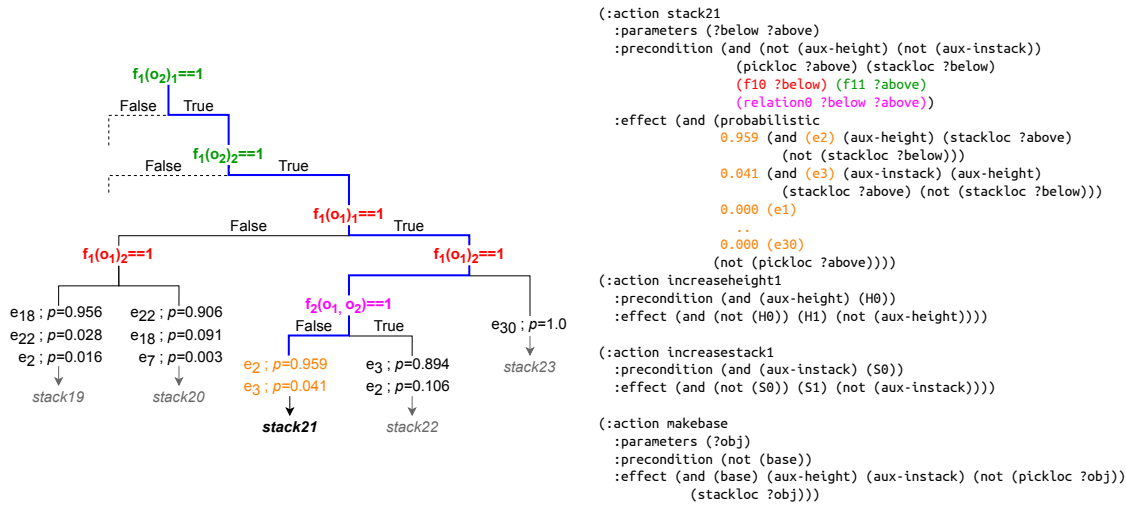 f1(o2)1==1
False True
f1(o2)2==1
False True
f1(o1)1==1
False True
f1(o1)2==1 f1(o1)2==1
f2(o1, o2)==1
False True
e18 ; p=0.956 e22 ; p=0.906
e22 ; p=0.028 e18 ; p=0.091
e2 ; p=0.016 e7 ; p=0.003
stack19 stack20
e2 ; p=0.959 e3 ; p=0.894
e3 ; p=0.041 e2 ; p=0.106
stack21 stack22
e30 ; p=1.0
stack23
(:action stack21
:parameters (?below ?above)
:precondition (and (not (aux-height) (not (aux-instack))
(pickloc ?above) (stackloc ?below)
(f10 ?below) (f11 ?above)
(relation0 ?below ?above))
:effect (and (probabilistic
0.959 (and (e2) (aux-height) (stackloc ?above)
(not (stackloc ?below)))
0.041 (and (e3) (aux-instack) (aux-height)
(stackloc ?above) (not (stackloc ?below)))
0.000 (e1)
..
0.000 (e30)
(not (pickloc ?above))))
(:action increaseheight1
:precondition (and (aux-height) (H0))
:effect (and (not (H0)) (H1) (not (aux-height))))
(:action increasestack1
:precondition (and (aux-instack) (S0))
:effect (and (not (S0)) (S1) (not (aux-instack))))
(:action makebase
:parameters (?obj)
:precondition (not (base))
:effect (and (base) (aux-height) (aux-instack) (not (pickloc ?obj))
(stackloc ?obj)))